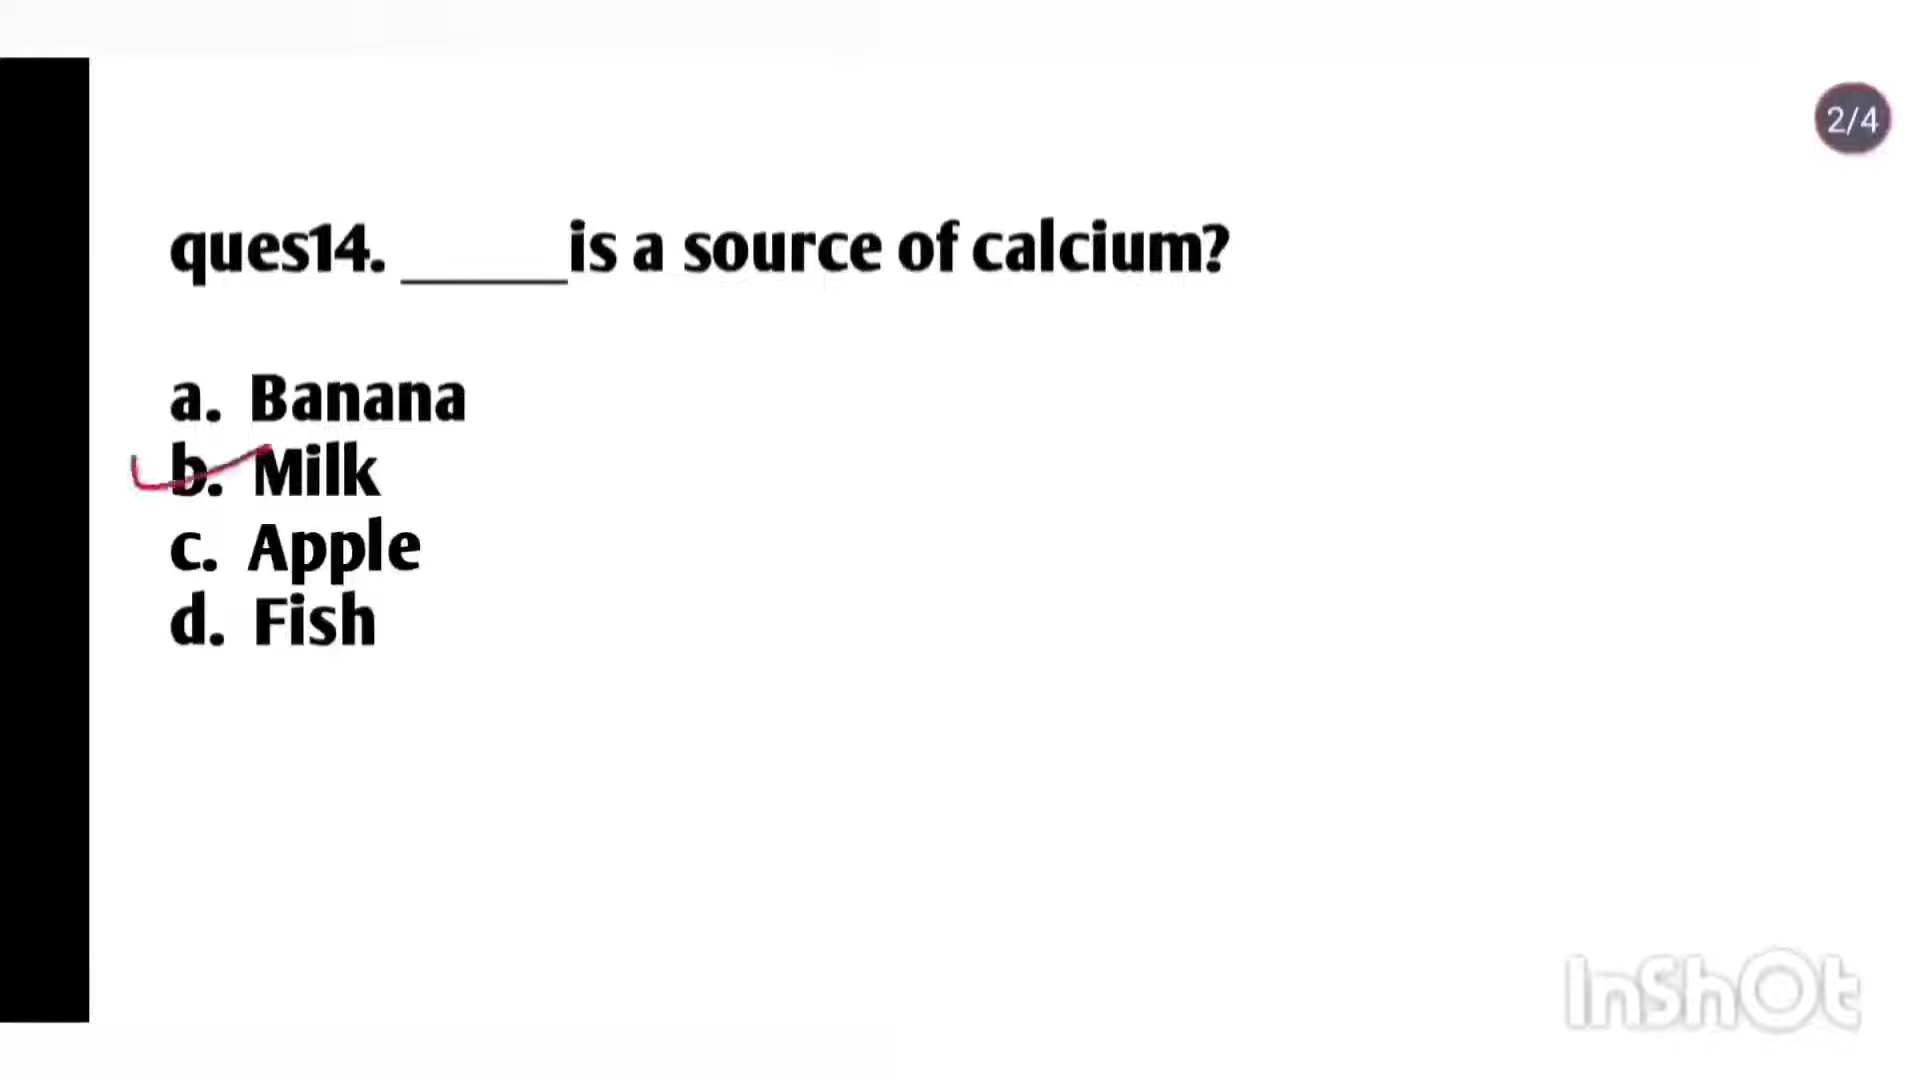 2/4
ques14. ______is a source of calcium?
a. Banana
b. Milk
c. Apple
d. Fish
InShOt